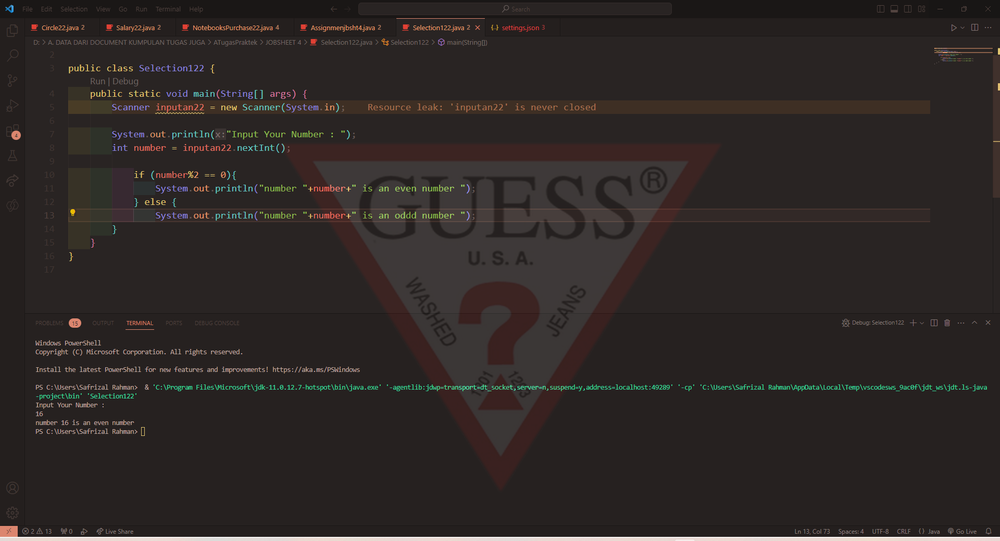 File Edit Selection View Go Run Terminal Help Search
Circle22.java 2 Salary22.java 2 NotebooksPurchase22.java 4 Assignmenjbsht4.java 2 Selection122.java 2 {..} settings.json 3
D: > A. DATA DARI DOCUMENT KUMPULAN TUGAS JUGA > ATugasPraktek > JOBSHEET 4 > Selection122.java > Selection122 > main(String[])
2
3 public class Selection122 {
Run | Debug
4 public static void main(String[] args) {
5 Scanner inputan22 = new Scanner(System.in); Resource leak: 'inputan22' is never closed
6
7 System.out.println(x:"Input Your Number : ");
8 int number = inputan22.nextInt();
9
10 if (number%2 == 0){
11 System.out.println("number "+number+" is an even number ");
12 } else {
13 System.out.println("number "+number+" is an oddd number ");
14 }
15 }
16 }
17
GUESS®
U. S. A.
WASHED
JEANS
?
1201 1203
4
PROBLEMS 15 OUTPUT TERMINAL PORTS DEBUG CONSOLE Debug: Selection122
Windows PowerShell
Copyright (C) Microsoft Corporation. All rights reserved.
Install the latest PowerShell for new features and improvements! https://aka.ms/PSWindows
PS C:\Users\Safrizal Rahman> & 'C:\Program Files\Microsoft\jdk-11.0.12.7-hotspot\bin\java.exe' '-agentlib:jdwp=transport=dt_socket,server=n,suspend=y,address=localhost:49289' '-cp' 'C:\Users\Safrizal Rahman\AppData\Local\Temp\vscodesws_9ac0f\jdt_ws\jdt.ls-java
-project\bin' 'Selection122'
Input Your Number :
16
number 16 is an even number
PS C:\Users\Safrizal Rahman>
2 13 0 Live Share Ln 13, Col 73 Spaces: 4 UTF-8 CRLF { } Java Go Live